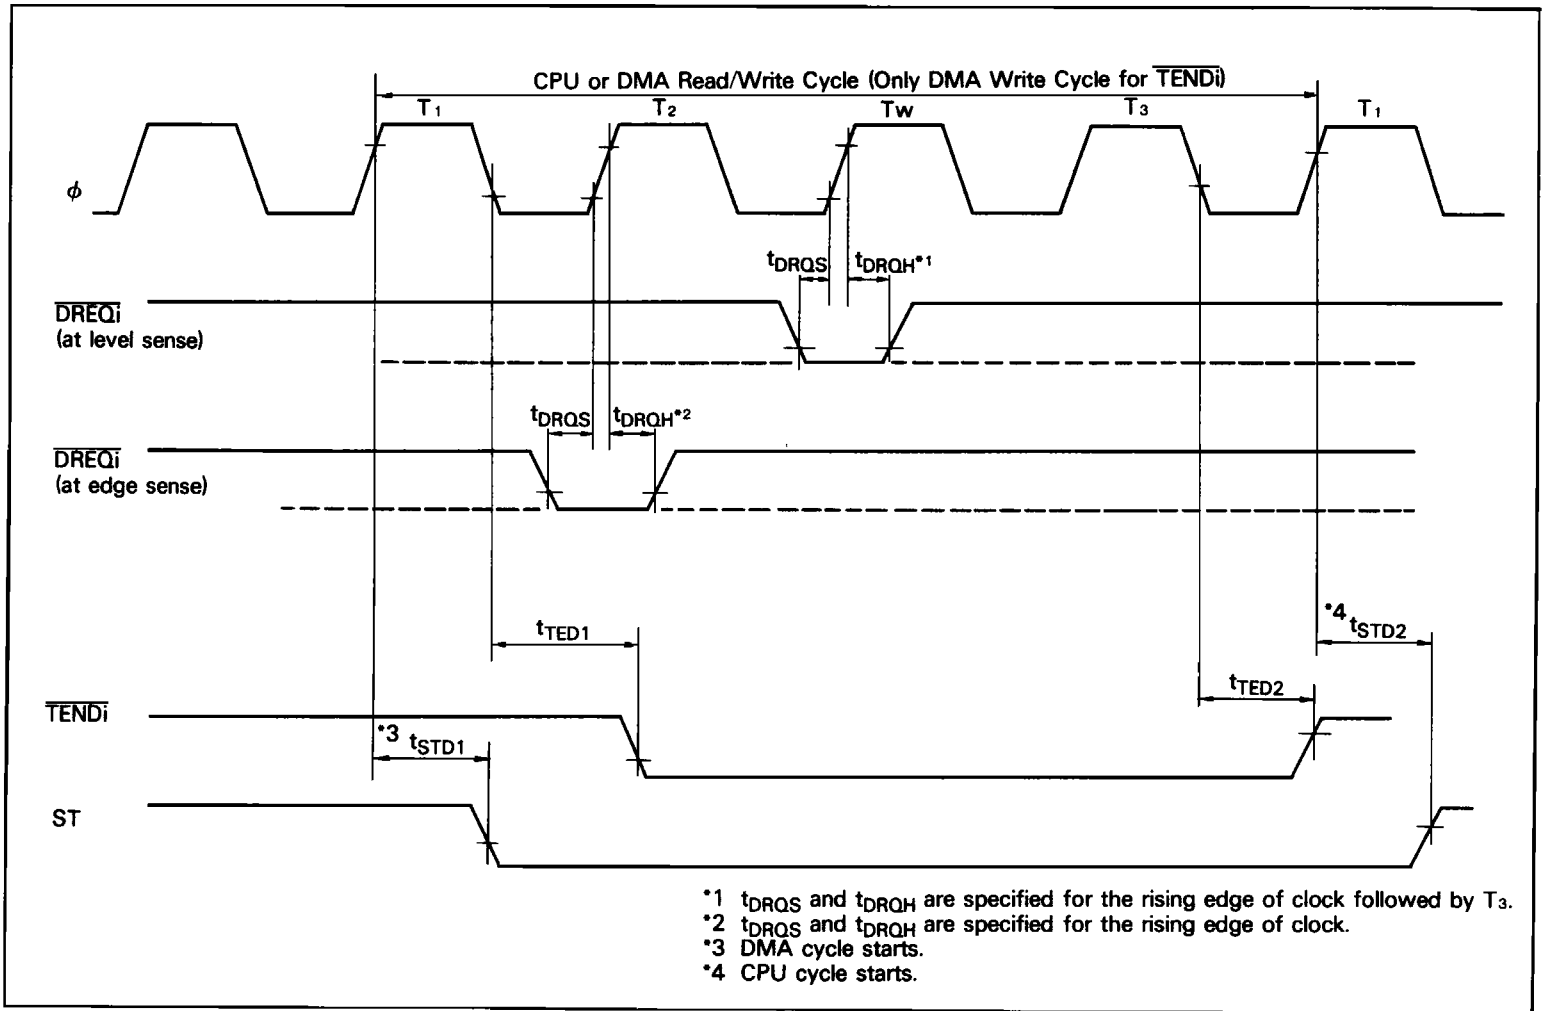 CPU or DMA Read/Write Cycle (Only DMA Write Cycle for TENDi)
T1 T2 Tw T3 T1
φ
tDRQS tDRQH*1
DREQi
(at level sense)
tDRQS tDRQH*2
DREQi
(at edge sense)
tTED1
*4 tSTD2
tTED2
TENDi
*3 tSTD1
ST
*1 tDRQS and tDRQH are specified for the rising edge of clock followed by T3.
*2 tDRQS and tDRQH are specified for the rising edge of clock.
*3 DMA cycle starts.
*4 CPU cycle starts.